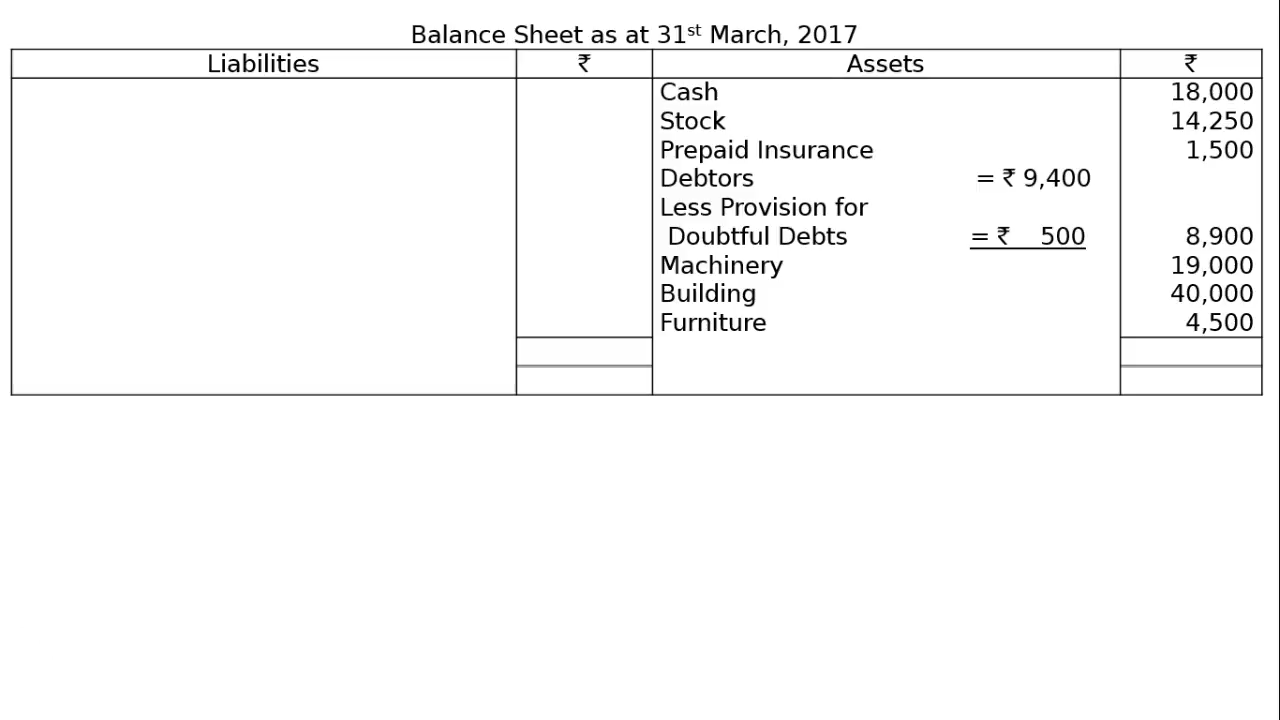 Balance Sheet as at 31st March, 2017
Liabilities ₹ Assets ₹
Cash 18,000
Stock 14,250
Prepaid Insurance 1,500
Debtors = ₹ 9,400
Less Provision for
Doubtful Debts = ₹ 500 8,900
Machinery 19,000
Building 40,000
Furniture 4,500